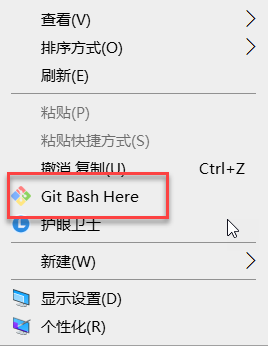 查看(V)
排序方式(O)
刷新(E)
粘贴(P)
粘贴快捷方式(S)
撤消 复制(U) Ctrl+Z
Git Bash Here
护眼卫士
新建(W)
显示设置(D)
个性化(R)